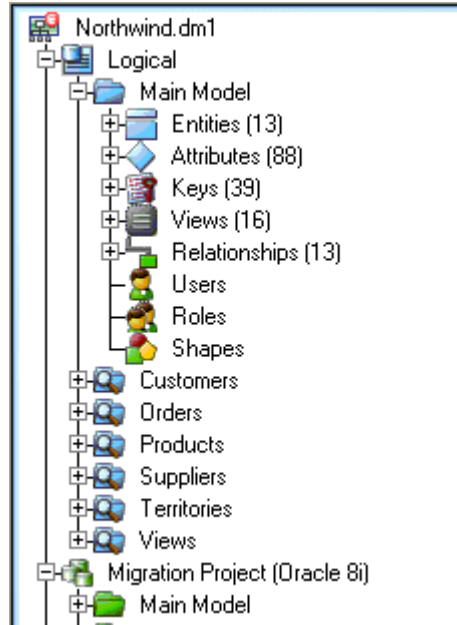 Northwind.dm1
Logical
Main Model
Entities (13)
Attributes (88)
Keys (39)
Views (16)
Relationships (13)
Users
Roles
Shapes
Customers
Orders
Products
Suppliers
Territories
Views
Migration Project (Oracle 8i)
Main Model